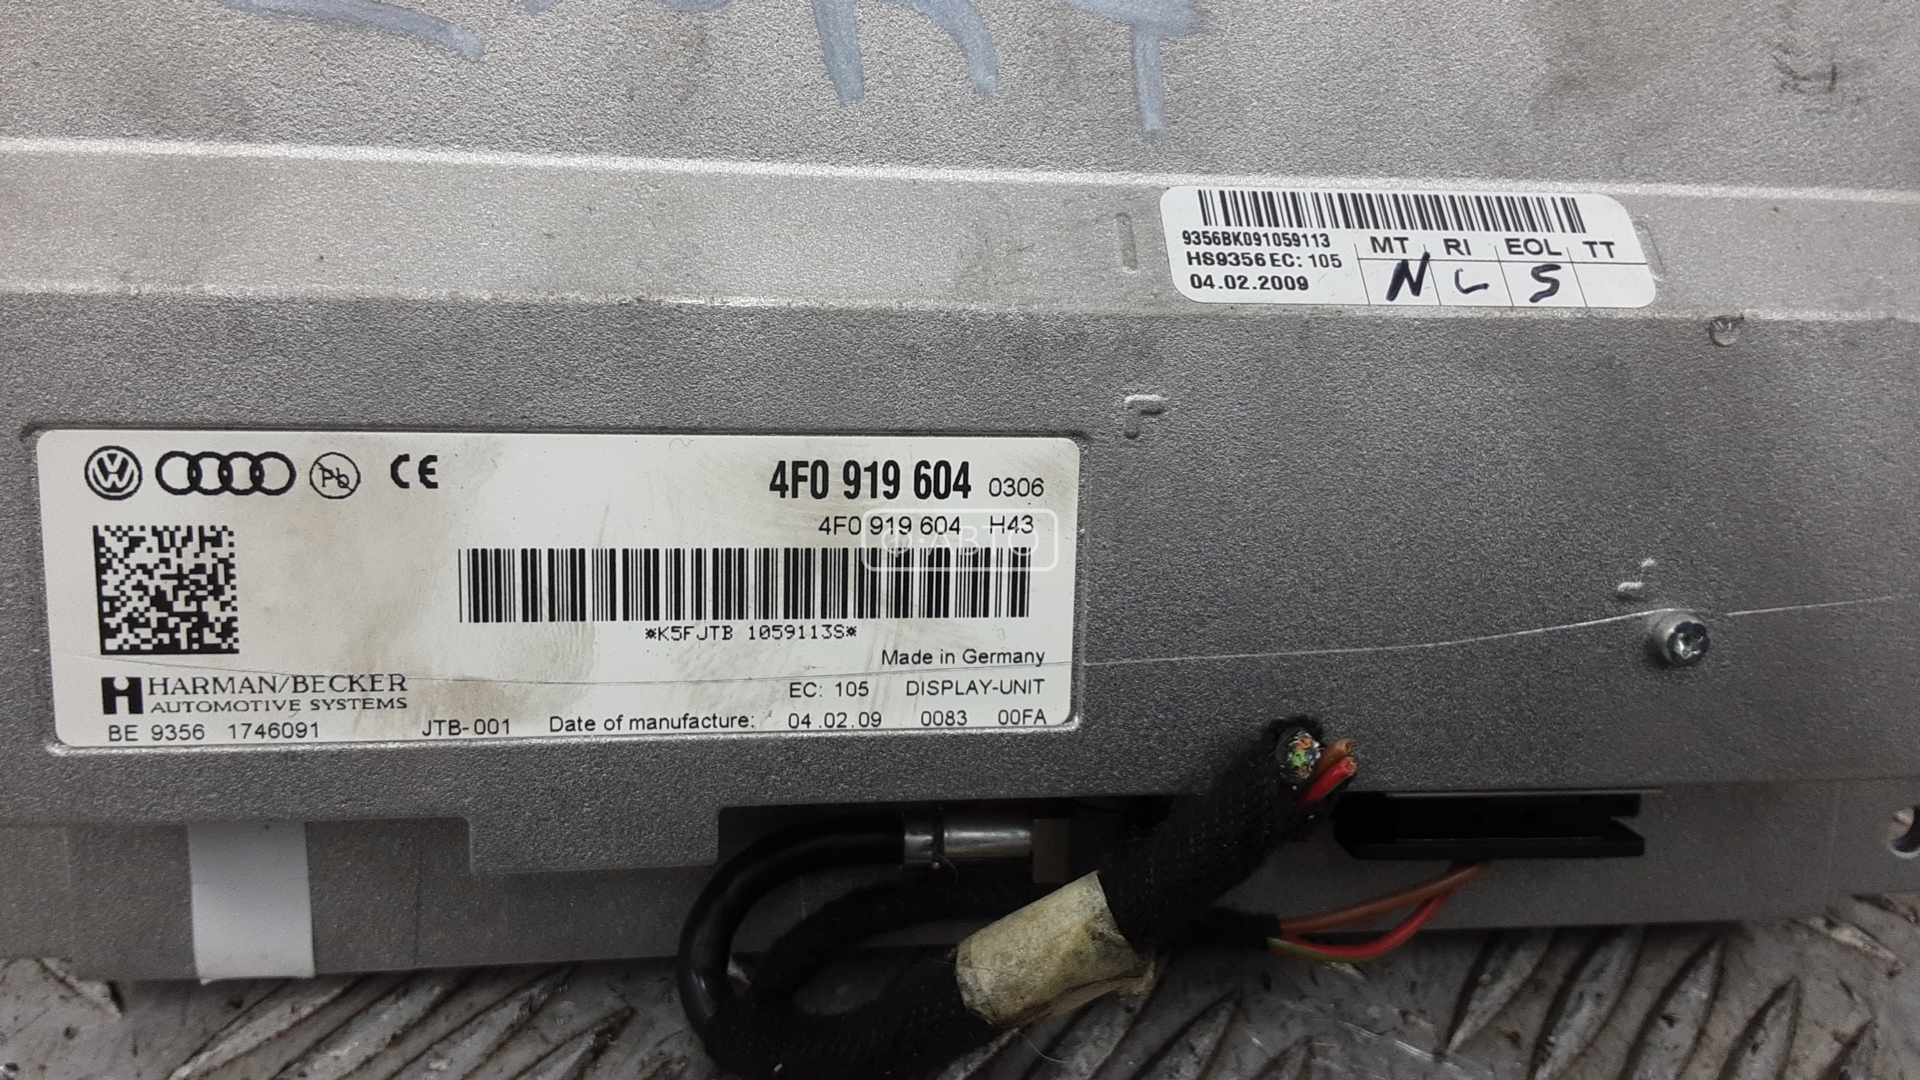 9356BK091059113
HS9356 EC: 105
04.02.2009
MT RI EOL TT
N L S
Pb CE
4F0 919 604 0306
4F0 919 604 H43
Ф·АВТО
*K5FJTB 1059113S*
Made in Germany
HARMAN/BECKER
AUTOMOTIVE SYSTEMS
EC: 105 DISPLAY-UNIT
BE 9356 1746091 JTB-001 Date of manufacture: 04.02.09 0083 00FA